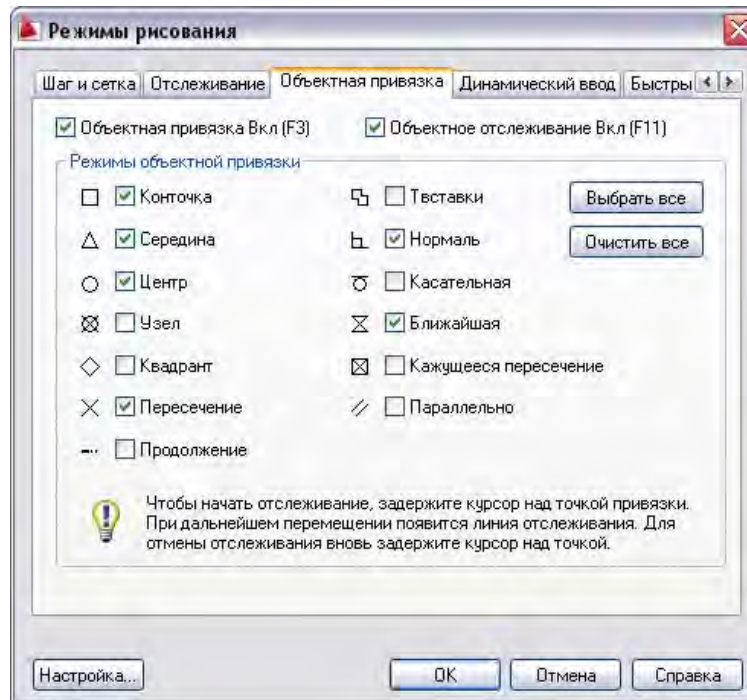 Режимы рисования
Шаг и сетка Отслеживание Объектная привязка Динамический ввод Быстры
Объектная привязка Вкл (F3) Объектное отслеживание Вкл (F11)
Режимы объектной привязки
Конточка Твставки Выбрать все
Середина Нормаль Очистить все
Центр Касательная
Узел Ближайшая
Квадрант Кажущееся пересечение
Пересечение Параллельно
Продолжение
Чтобы начать отслеживание, задержите курсор над точкой привязки.
При дальнейшем перемещении появится линия отслеживания. Для
отмены отслеживания вновь задержите курсор над точкой.
Настройка... OK Отмена Справка